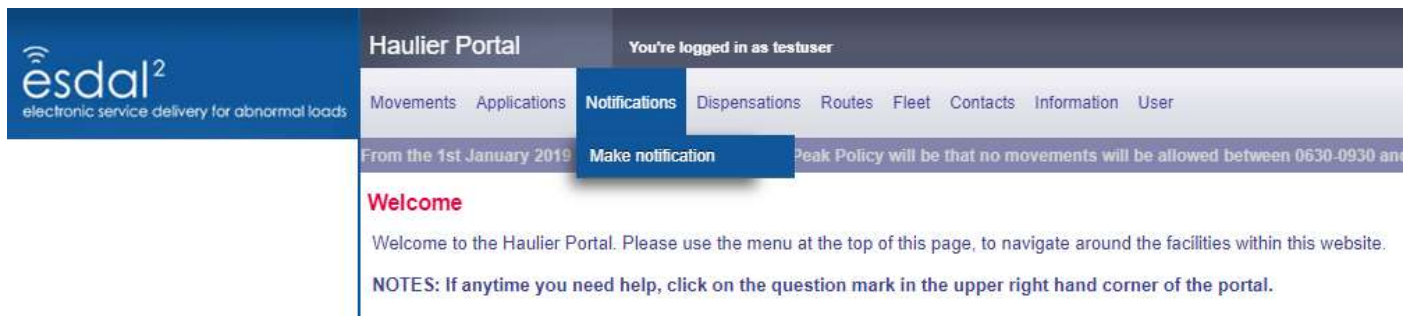 Haulier Portal
You're logged in as testuser
esdal²
electronic service delivery for abnormal loads
Movements Applications Notifications Dispensations Routes Fleet Contacts Information User
From the 1st January 2019
Make notification
Peak Policy will be that no movements will be allowed between 0630-0930 and
Welcome
Welcome to the Haulier Portal. Please use the menu at the top of this page, to navigate around the facilities within this website.
NOTES: If anytime you need help, click on the question mark in the upper right hand corner of the portal.